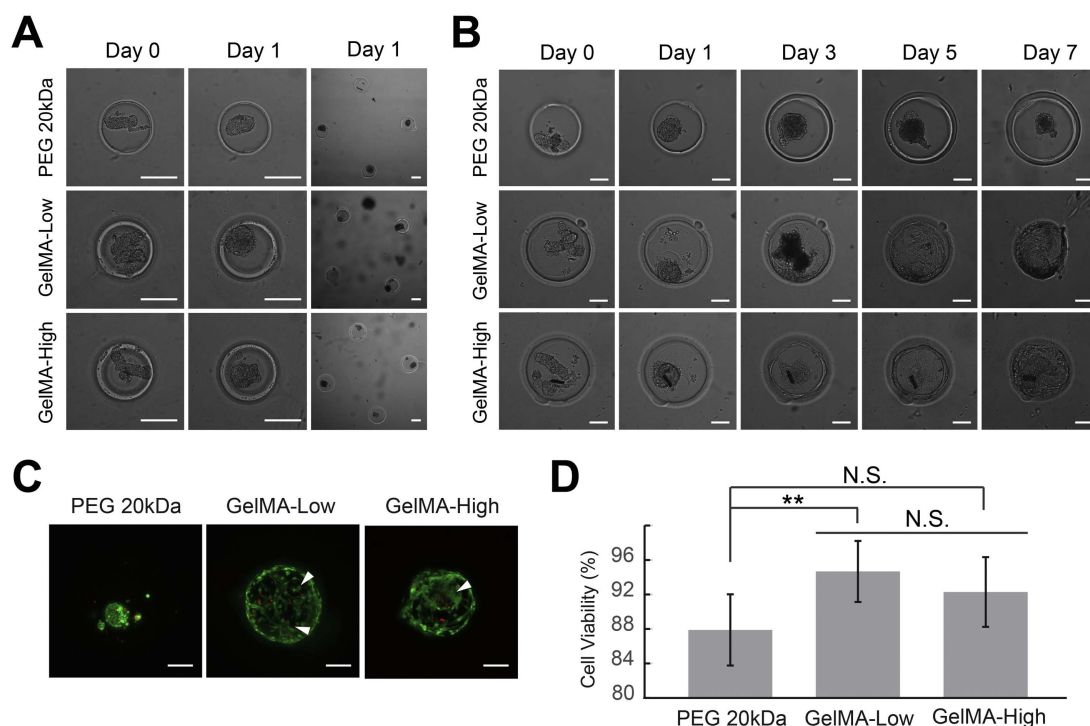 A
Day 0 Day 1 Day 1
PEG 20kDa
GelMA-Low
GelMA-High
B
Day 0 Day 1 Day 3 Day 5 Day 7
PEG 20kDa
GelMA-Low
GelMA-High
C
PEG 20kDa GelMA-Low GelMA-High
D
N.S.
**
N.S.
Cell Viability (%)
96
92
88
84
80
PEG 20kDa GelMA-Low GelMA-High